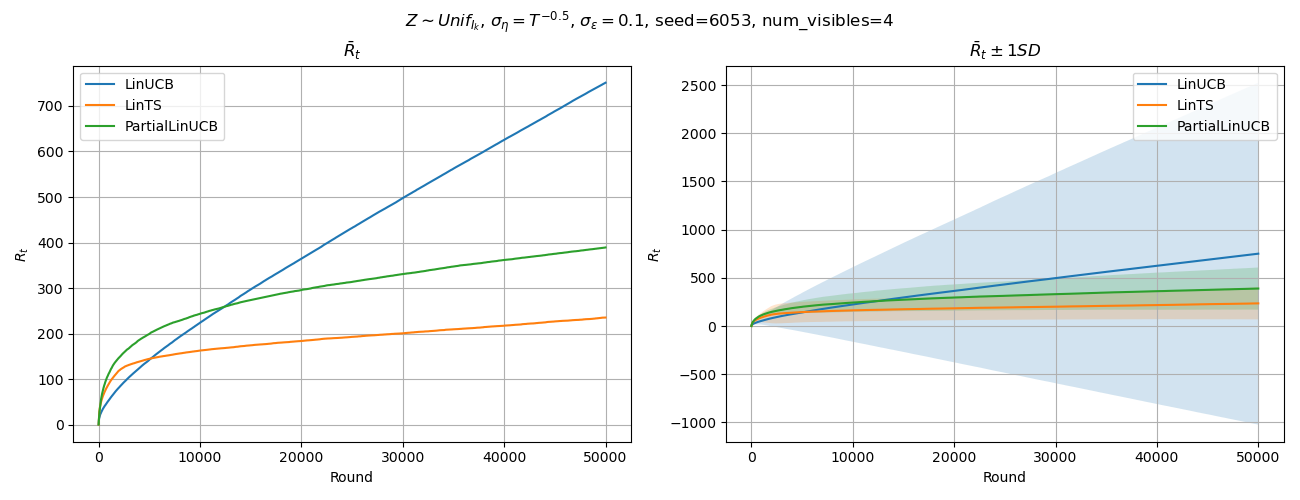 Z ∼ Unif_{I_k}, σ_η = T^{−0.5}, σ_ε = 0.1, seed=6053, num_visibles=4
R̄_t
R_t
700
600
500
400
300
200
100
0
LinUCB
LinTS
PartialLinUCB
0 10000 20000 30000 40000 50000
Round
R̄_t ± 1SD
R_t
2500
2000
1500
1000
500
0
−500
−1000
LinUCB
LinTS
PartialLinUCB
0 10000 20000 30000 40000 50000
Round